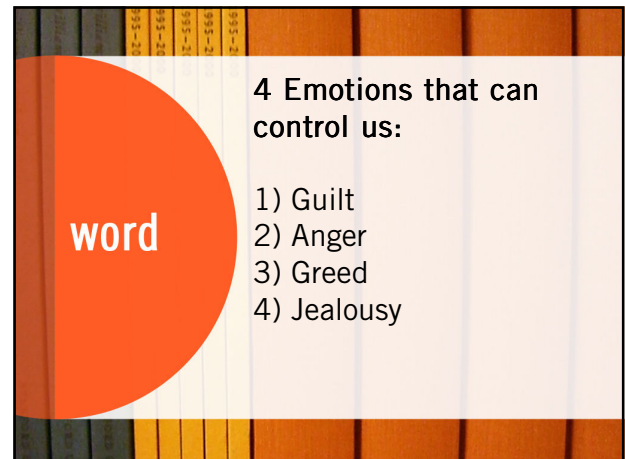 4 Emotions that can
control us:
1) Guilt
2) Anger
3) Greed
4) Jealousy
word